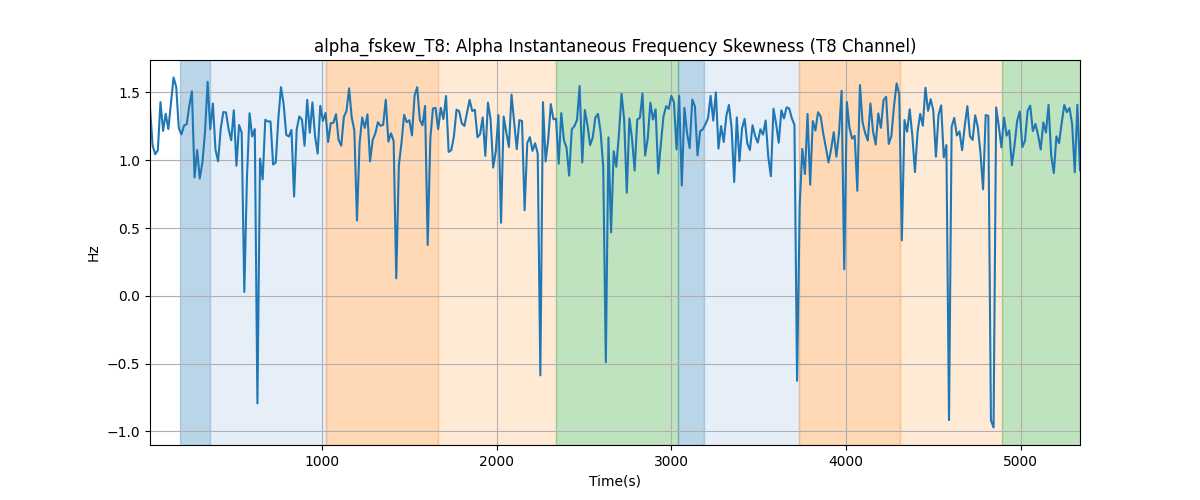 alpha_fskew_T8: Alpha Instantaneous Frequency Skewness (T8 Channel)
1.5
1.0
0.5
0.0
−0.5
−1.0
Hz
1000 2000 3000 4000 5000
Time(s)